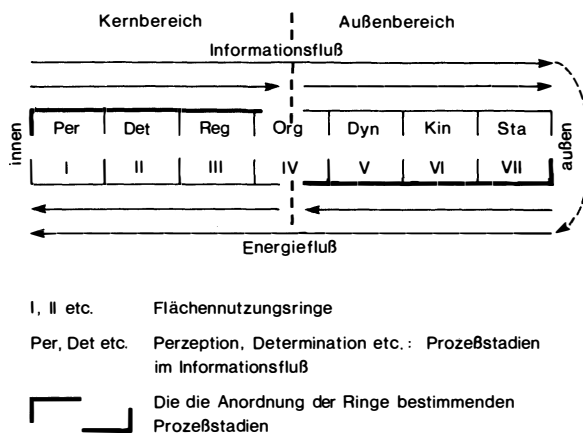 Kernbereich Außenbereich
Informationsfluß
innen
Per Det Reg Org Dyn Kin Sta
I II III IV V VI VII
außen
Energiefluß
I, II etc. Flächennutzungsringe
Per, Det etc. Perzeption, Determination etc.: Prozeßstadien
im Informationsfluß
Die die Anordnung der Ringe bestimmenden
Prozeßstadien